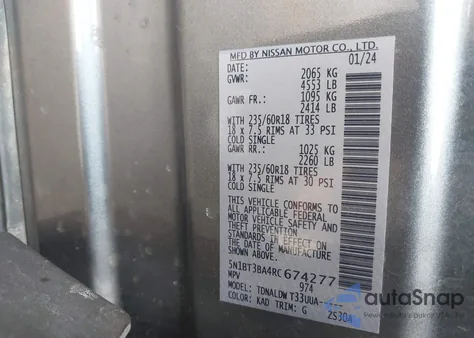 MFD BY NISSAN MOTOR CO., LTD.
DATE: 01/24
GVWR: 2065 KG
4553 LB
GAWR FR.: 1095 KG
2414 LB
WITH 235/60R18 TIRES
18 x 7.5 RIMS AT 33 PSI
COLD SINGLE
GAWR RR.: 1025 KG
2260 LB
WITH 235/60R18 TIRES
18 x 7.5 RIMS AT 30 PSI
COLD SINGLE
THIS VEHICLE CONFORMS TO
ALL APPLICABLE FEDERAL
MOTOR VEHICLE SAFETY AND THEFT PREVENTION
STANDARDS IN EFFECT ON
THE DATE OF MANUFACTURE
SHOWN ABOVE.
5N1BT3BA4RC674277
MPV 974
MODEL: TDNALDW T33UUA-
COLOR: KAD TRIM: G 2S30A
autoSnap